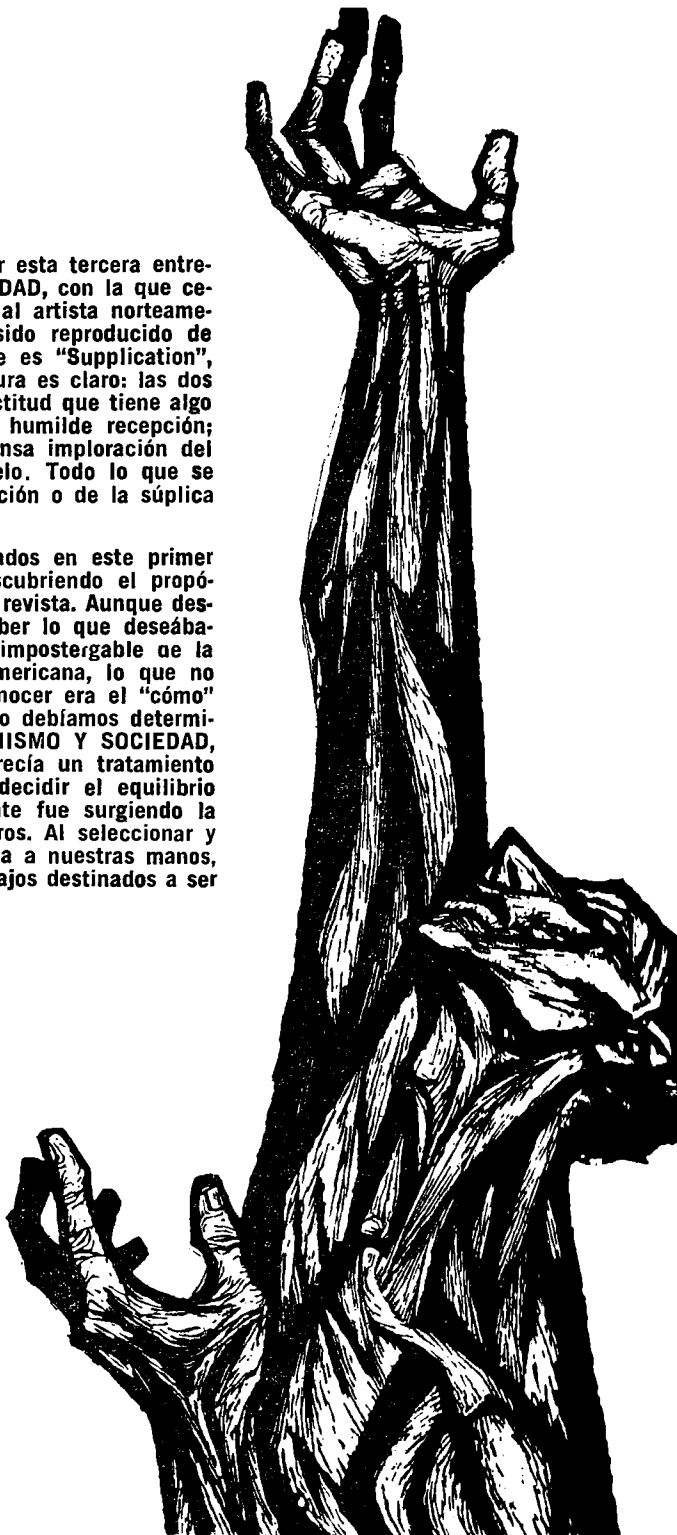 r esta tercera entre-
DAD, con la que ce-
al artista norteame-
sido reproducido de
e es “Supplication”,
ura es claro: las dos
ctitud que tiene algo
humilde recepción;
nsa imploración del
elo. Todo lo que se
ción o de la súplica
ados en este primer
scubriendo el propó-
revista. Aunque des-
ber lo que deseába-
impostergable de la
mericana, lo que no
nocer era el “cómo”
o debíamos determi-
NISMO Y SOCIEDAD,
recía un tratamiento
decidir el equilibrio
nte fue surgiendo la
ros. Al seleccionar y
a a nuestras manos,
ajos destinados a ser